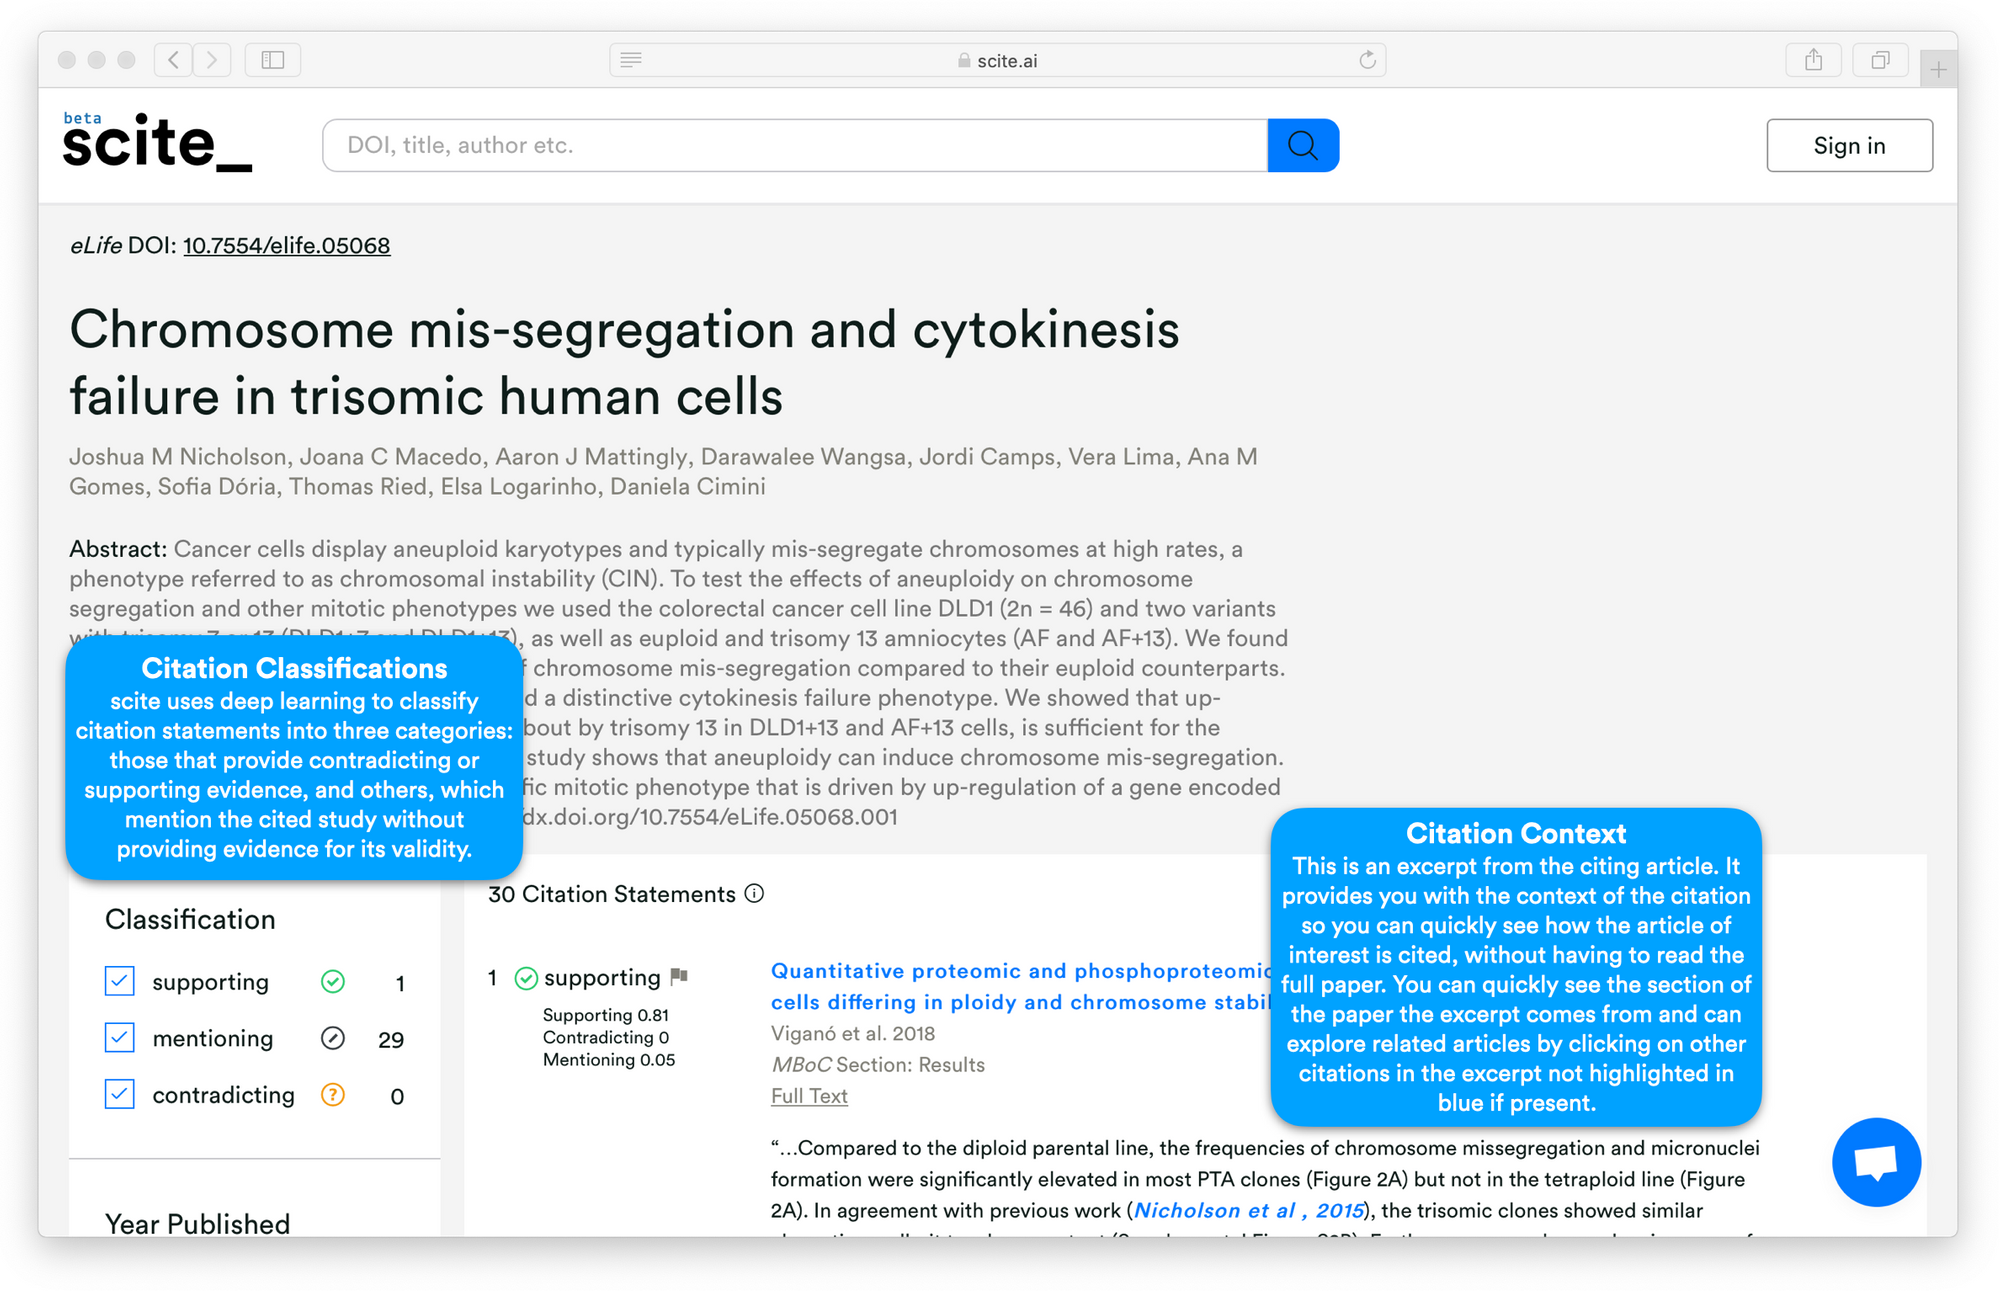 scite.ai
beta
scite_
DOI, title, author etc.
Sign in
eLife DOI: 10.7554/elife.05068
Chromosome mis-segregation and cytokinesis
failure in trisomic human cells
Joshua M Nicholson, Joana C Macedo, Aaron J Mattingly, Darawalee Wangsa, Jordi Camps, Vera Lima, Ana M
Gomes, Sofia Dória, Thomas Ried, Elsa Logarinho, Daniela Cimini
Abstract: Cancer cells display aneuploid karyotypes and typically mis-segregate chromosomes at high rates, a
phenotype referred to as chromosomal instability (CIN). To test the effects of aneuploidy on chromosome
segregation and other mitotic phenotypes we used the colorectal cancer cell line DLD1 (2n = 46) and two variants
with trisomy 7 or 13 (DLD1+7 and DLD1+13), as well as euploid and trisomy 13 amniocytes (AF and AF+13). We found
chromosome mis-segregation compared to their euploid counterparts.
a distinctive cytokinesis failure phenotype. We showed that up-
bout by trisomy 13 in DLD1+13 and AF+13 cells, is sufficient for the
study shows that aneuploidy can induce chromosome mis-segregation.
fic mitotic phenotype that is driven by up-regulation of a gene encoded
dx.doi.org/10.7554/eLife.05068.001
Citation Classifications
scite uses deep learning to classify
citation statements into three categories:
those that provide contradicting or
supporting evidence, and others, which
mention the cited study without
providing evidence for its validity.
Classification
supporting 1
mentioning 29
contradicting 0
Year Published
30 Citation Statements
1 supporting
Supporting 0.81
Contradicting 0
Mentioning 0.05
Quantitative proteomic and phosphoproteomic
cells differing in ploidy and chromosome stabil
Viganó et al. 2018
MBoC Section: Results
Full Text
“...Compared to the diploid parental line, the frequencies of chromosome missegregation and micronuclei
formation were significantly elevated in most PTA clones (Figure 2A) but not in the tetraploid line (Figure
2A). In agreement with previous work (Nicholson et al , 2015), the trisomic clones showed similar
Citation Context
This is an excerpt from the citing article. It
provides you with the context of the citation
so you can quickly see how the article of
interest is cited, without having to read the
full paper. You can quickly see the section of
the paper the excerpt comes from and can
explore related articles by clicking on other
citations in the excerpt not highlighted in
blue if present.